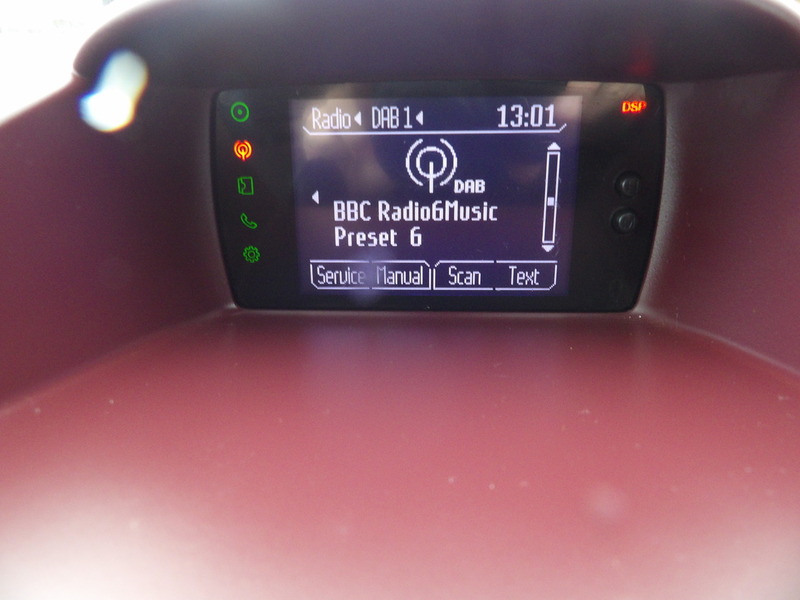 Radio DAB 1 13:01
DSP
DAB
BBC Radio6Music
Preset 6
Service Manual Scan Text